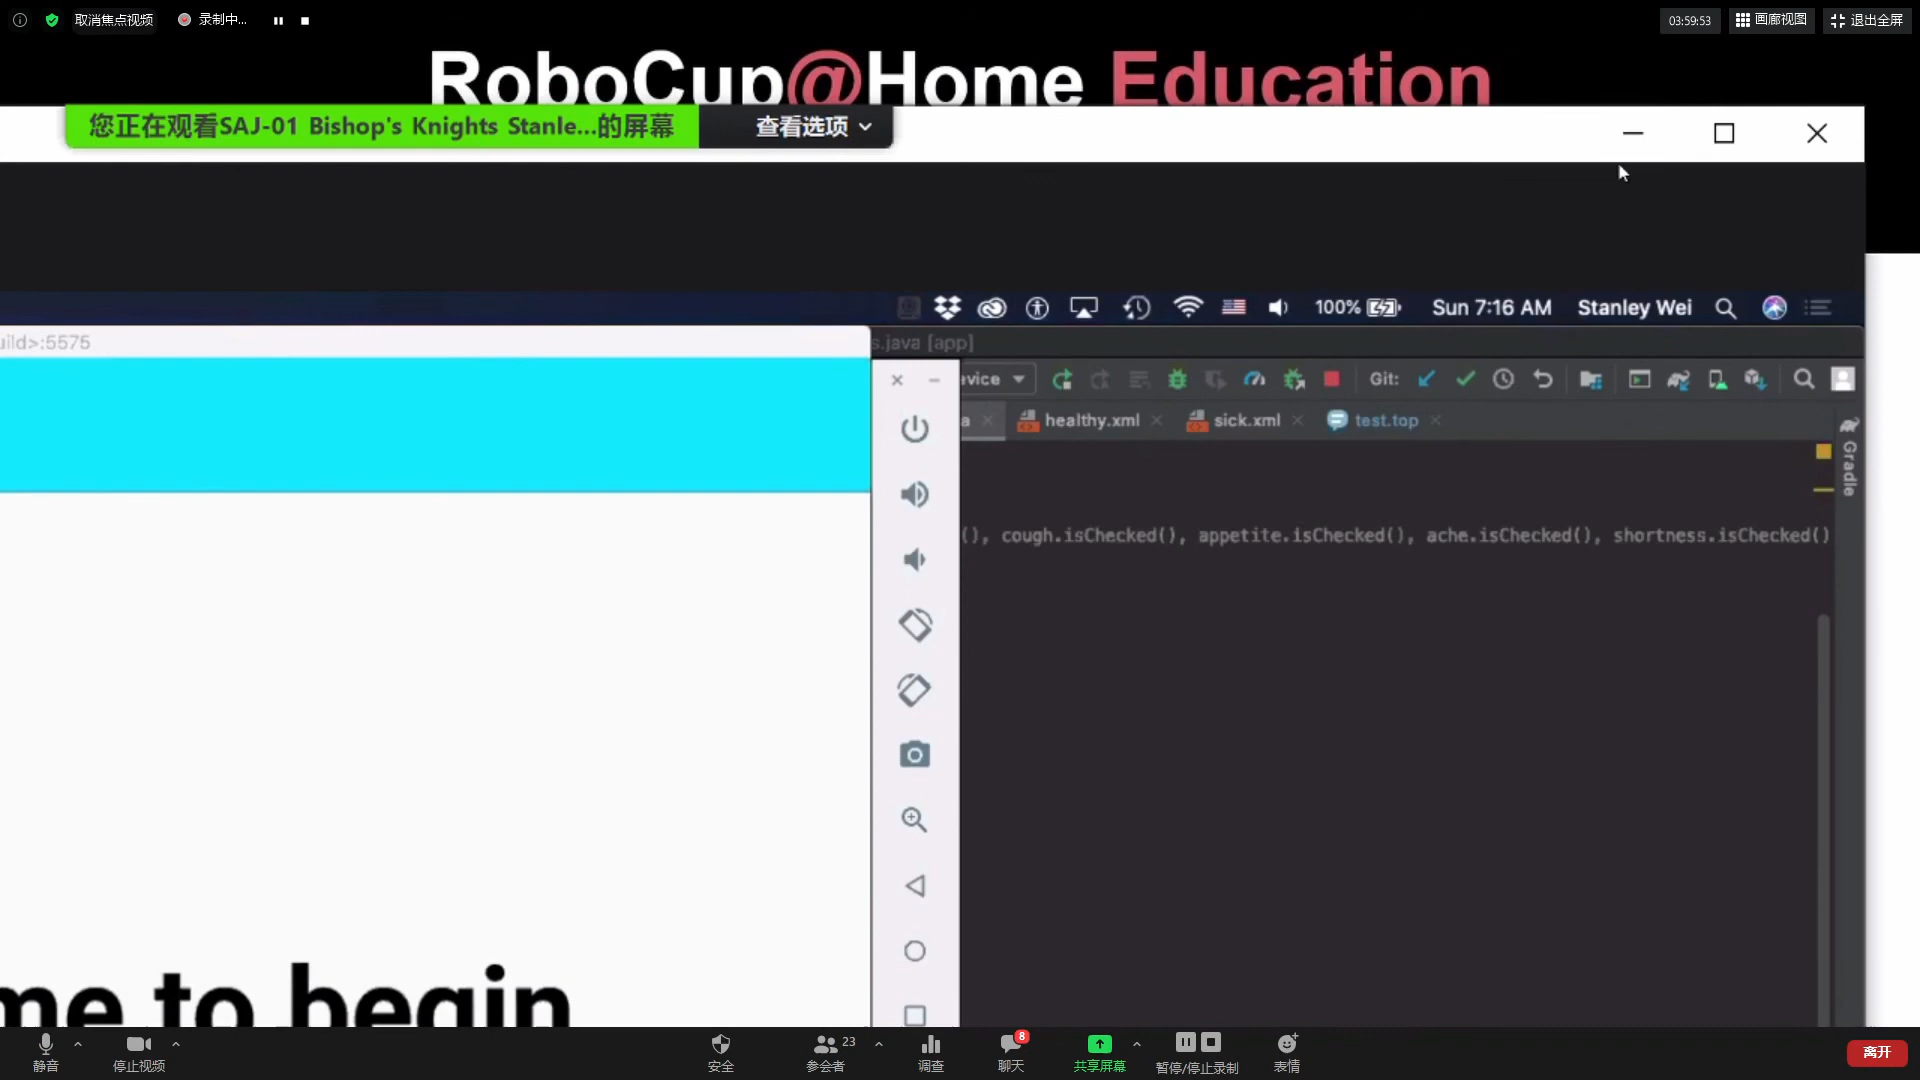 取消焦点视频 录制中... 03:59:53 画廊视图 退出全屏
RoboCup@Home Education
您正在观看SAJ-01 Bishop's Knights Stanle...的屏幕 查看选项
100% Sun 7:16 AM Stanley Wei
uild>:5575 s.java [app]
vice Git:
a healthy.xml sick.xml test.top
Gradle
(), cough.isChecked(), appetite.isChecked(), ache.isChecked(), shortness.isChecked()
me to begin
静音 停止视频 安全 参会者 23 调查 聊天 8 共享屏幕 暂停/停止录制 表情 离开